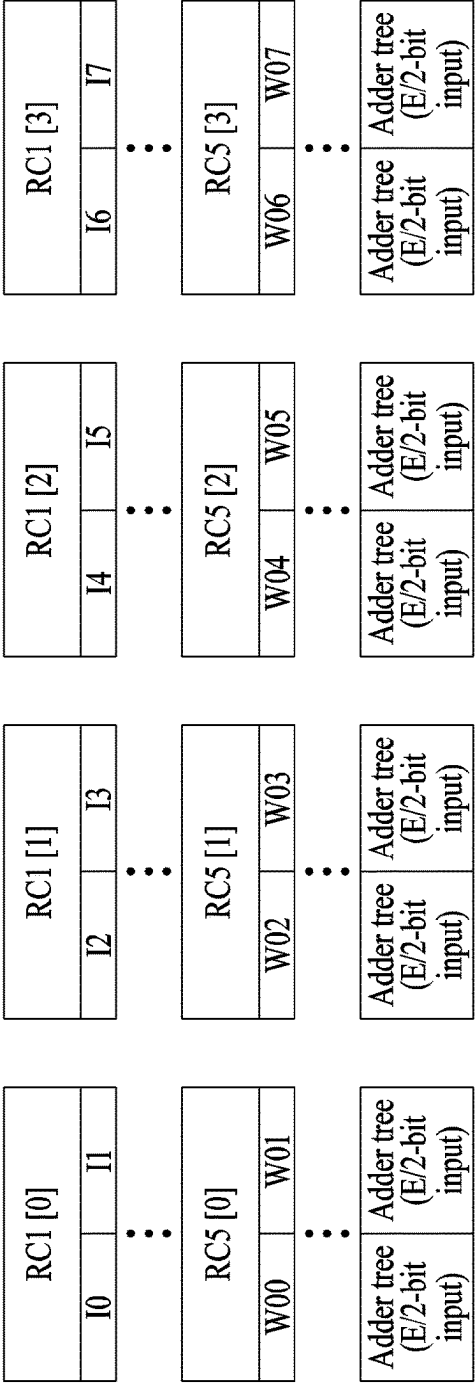 RC1 [0]
I0 I1
RC5 [0]
W00 W01
Adder tree
(E/2-bit
input)
Adder tree
(E/2-bit
input)
RC1 [1]
I2 I3
RC5 [1]
W02 W03
Adder tree
(E/2-bit
input)
Adder tree
(E/2-bit
input)
RC1 [2]
I4 I5
RC5 [2]
W04 W05
Adder tree
(E/2-bit
input)
Adder tree
(E/2-bit
input)
RC1 [3]
I6 I7
RC5 [3]
W06 W07
Adder tree
(E/2-bit
input)
Adder tree
(E/2-bit
input)